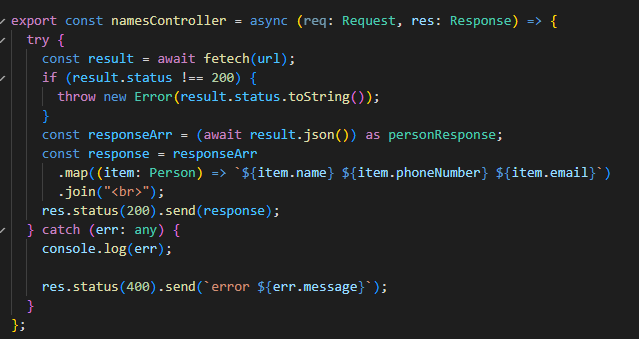 export const namesController = async (req: Request, res: Response) => {
  try {
    const result = await fetech(url);
    if (result.status !== 200) {
      throw new Error(result.status.toString());
    }
    const responseArr = (await result.json()) as personResponse;
    const response = responseArr
      .map((item: Person) => `${item.name} ${item.phoneNumber} ${item.email}`)
      .join("<br>");
    res.status(200).send(response);
  } catch (err: any) {
    console.log(err);

    res.status(400).send(`error ${err.message}`);
  }
};